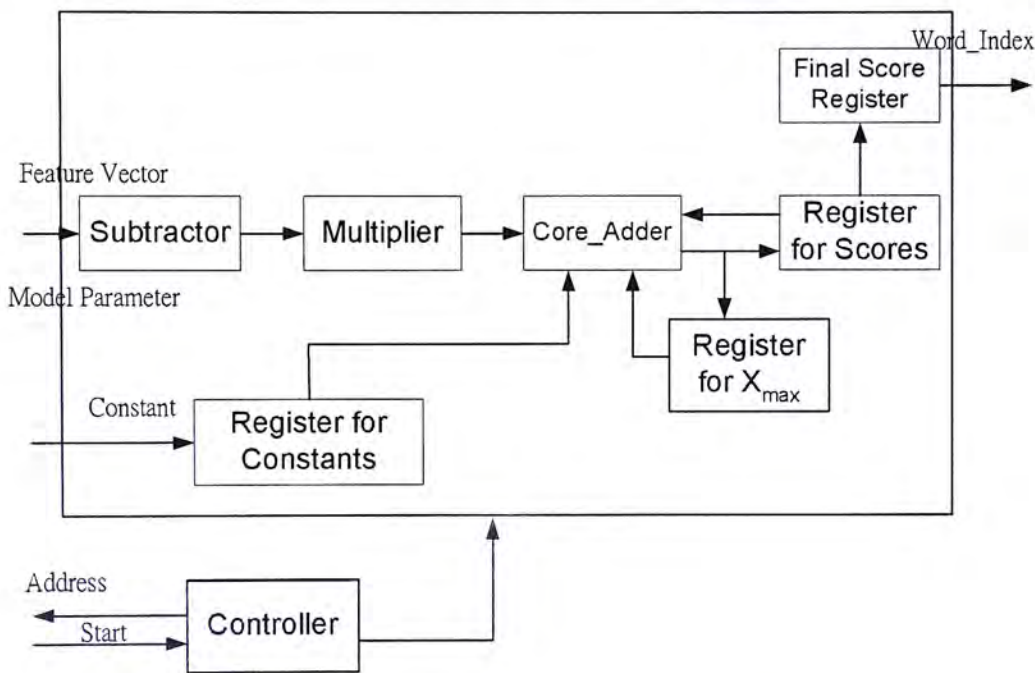 Word_Index
Final Score
Register
Feature Vector
Subtractor
Multiplier
Core_Adder
Register
for Scores
Model Parameter
Register
for Xmax
Constant
Register for
Constants
Address
Start
Controller